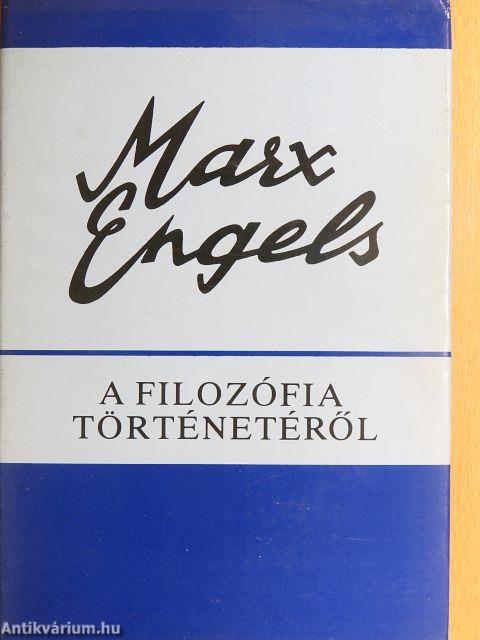 Marx
Engels
A FILOZÓFIA
TÖRTÉNETÉRŐL
Antikvárium.hu